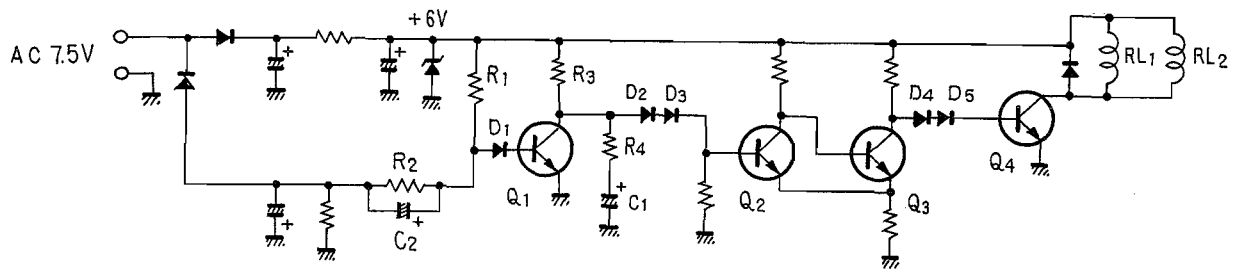 AC 7.5V
+6V
R1
R3
D1
Q1
R2
C2
R4
C1
D2 D3
Q2
Q3
D4 D5
Q4
RL1
RL2